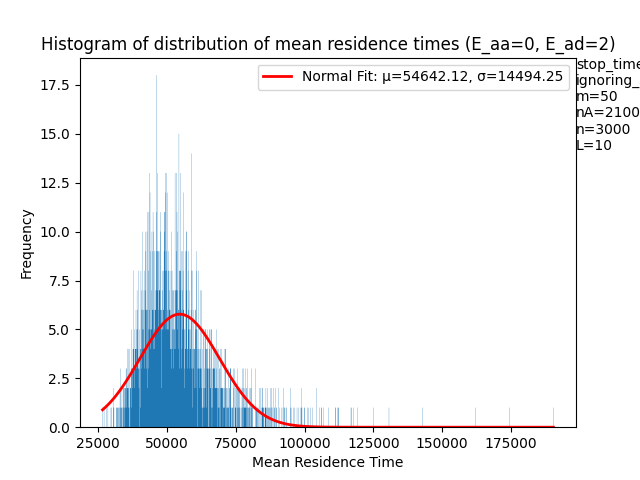 Histogram of distribution of mean residence times (E_aa=0, E_ad=2)
Normal Fit: μ=54642.12, σ=14494.25
stop_time
ignoring_
m=50
nA=2100
n=3000
L=10
17.5
15.0
12.5
10.0
7.5
5.0
2.5
0.0
Frequency
25000 50000 75000 100000 125000 150000 175000
Mean Residence Time